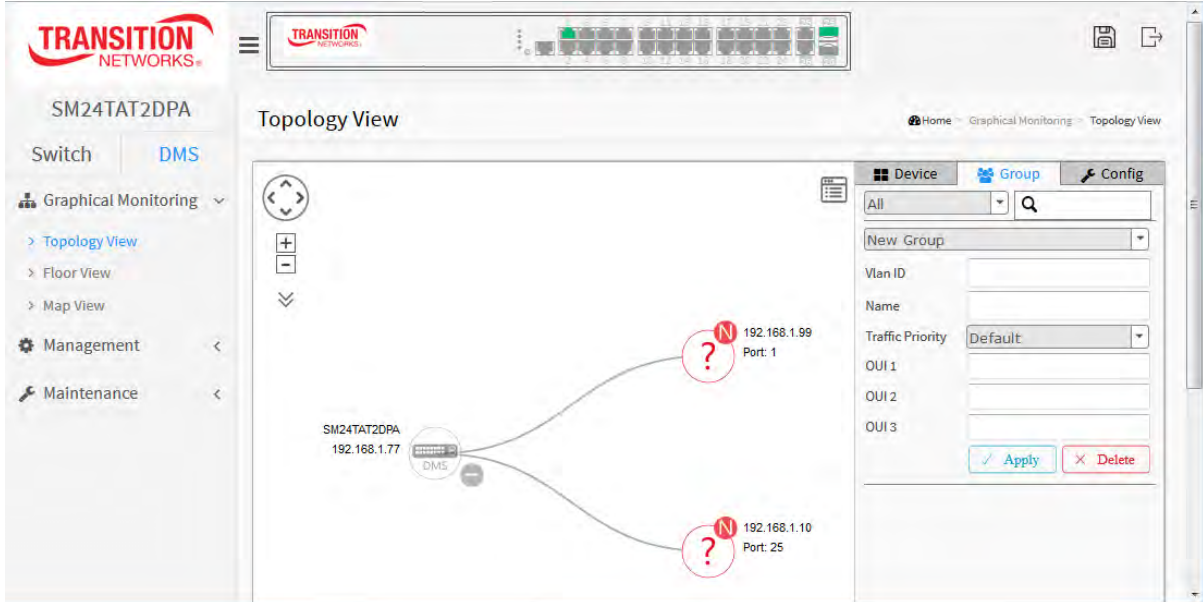 TRANSITION
NETWORKS®
TRANSITION
NETWORKS
SM24TAT2DPA
Switch
DMS
Topology View
Home
Graphical Monitoring
Topology View
Graphical Monitoring
Topology View
Floor View
Map View
Management
Maintenance
192.168.1.99
Port: 1
SM24TAT2DPA
192.168.1.77
DMS
192.168.1.10
Port: 25
N
?
N
?
Device
Group
Config
All
New Group
Vlan ID
Name
Traffic Priority
Default
OUI 1
OUI 2
OUI 3
Apply
Delete